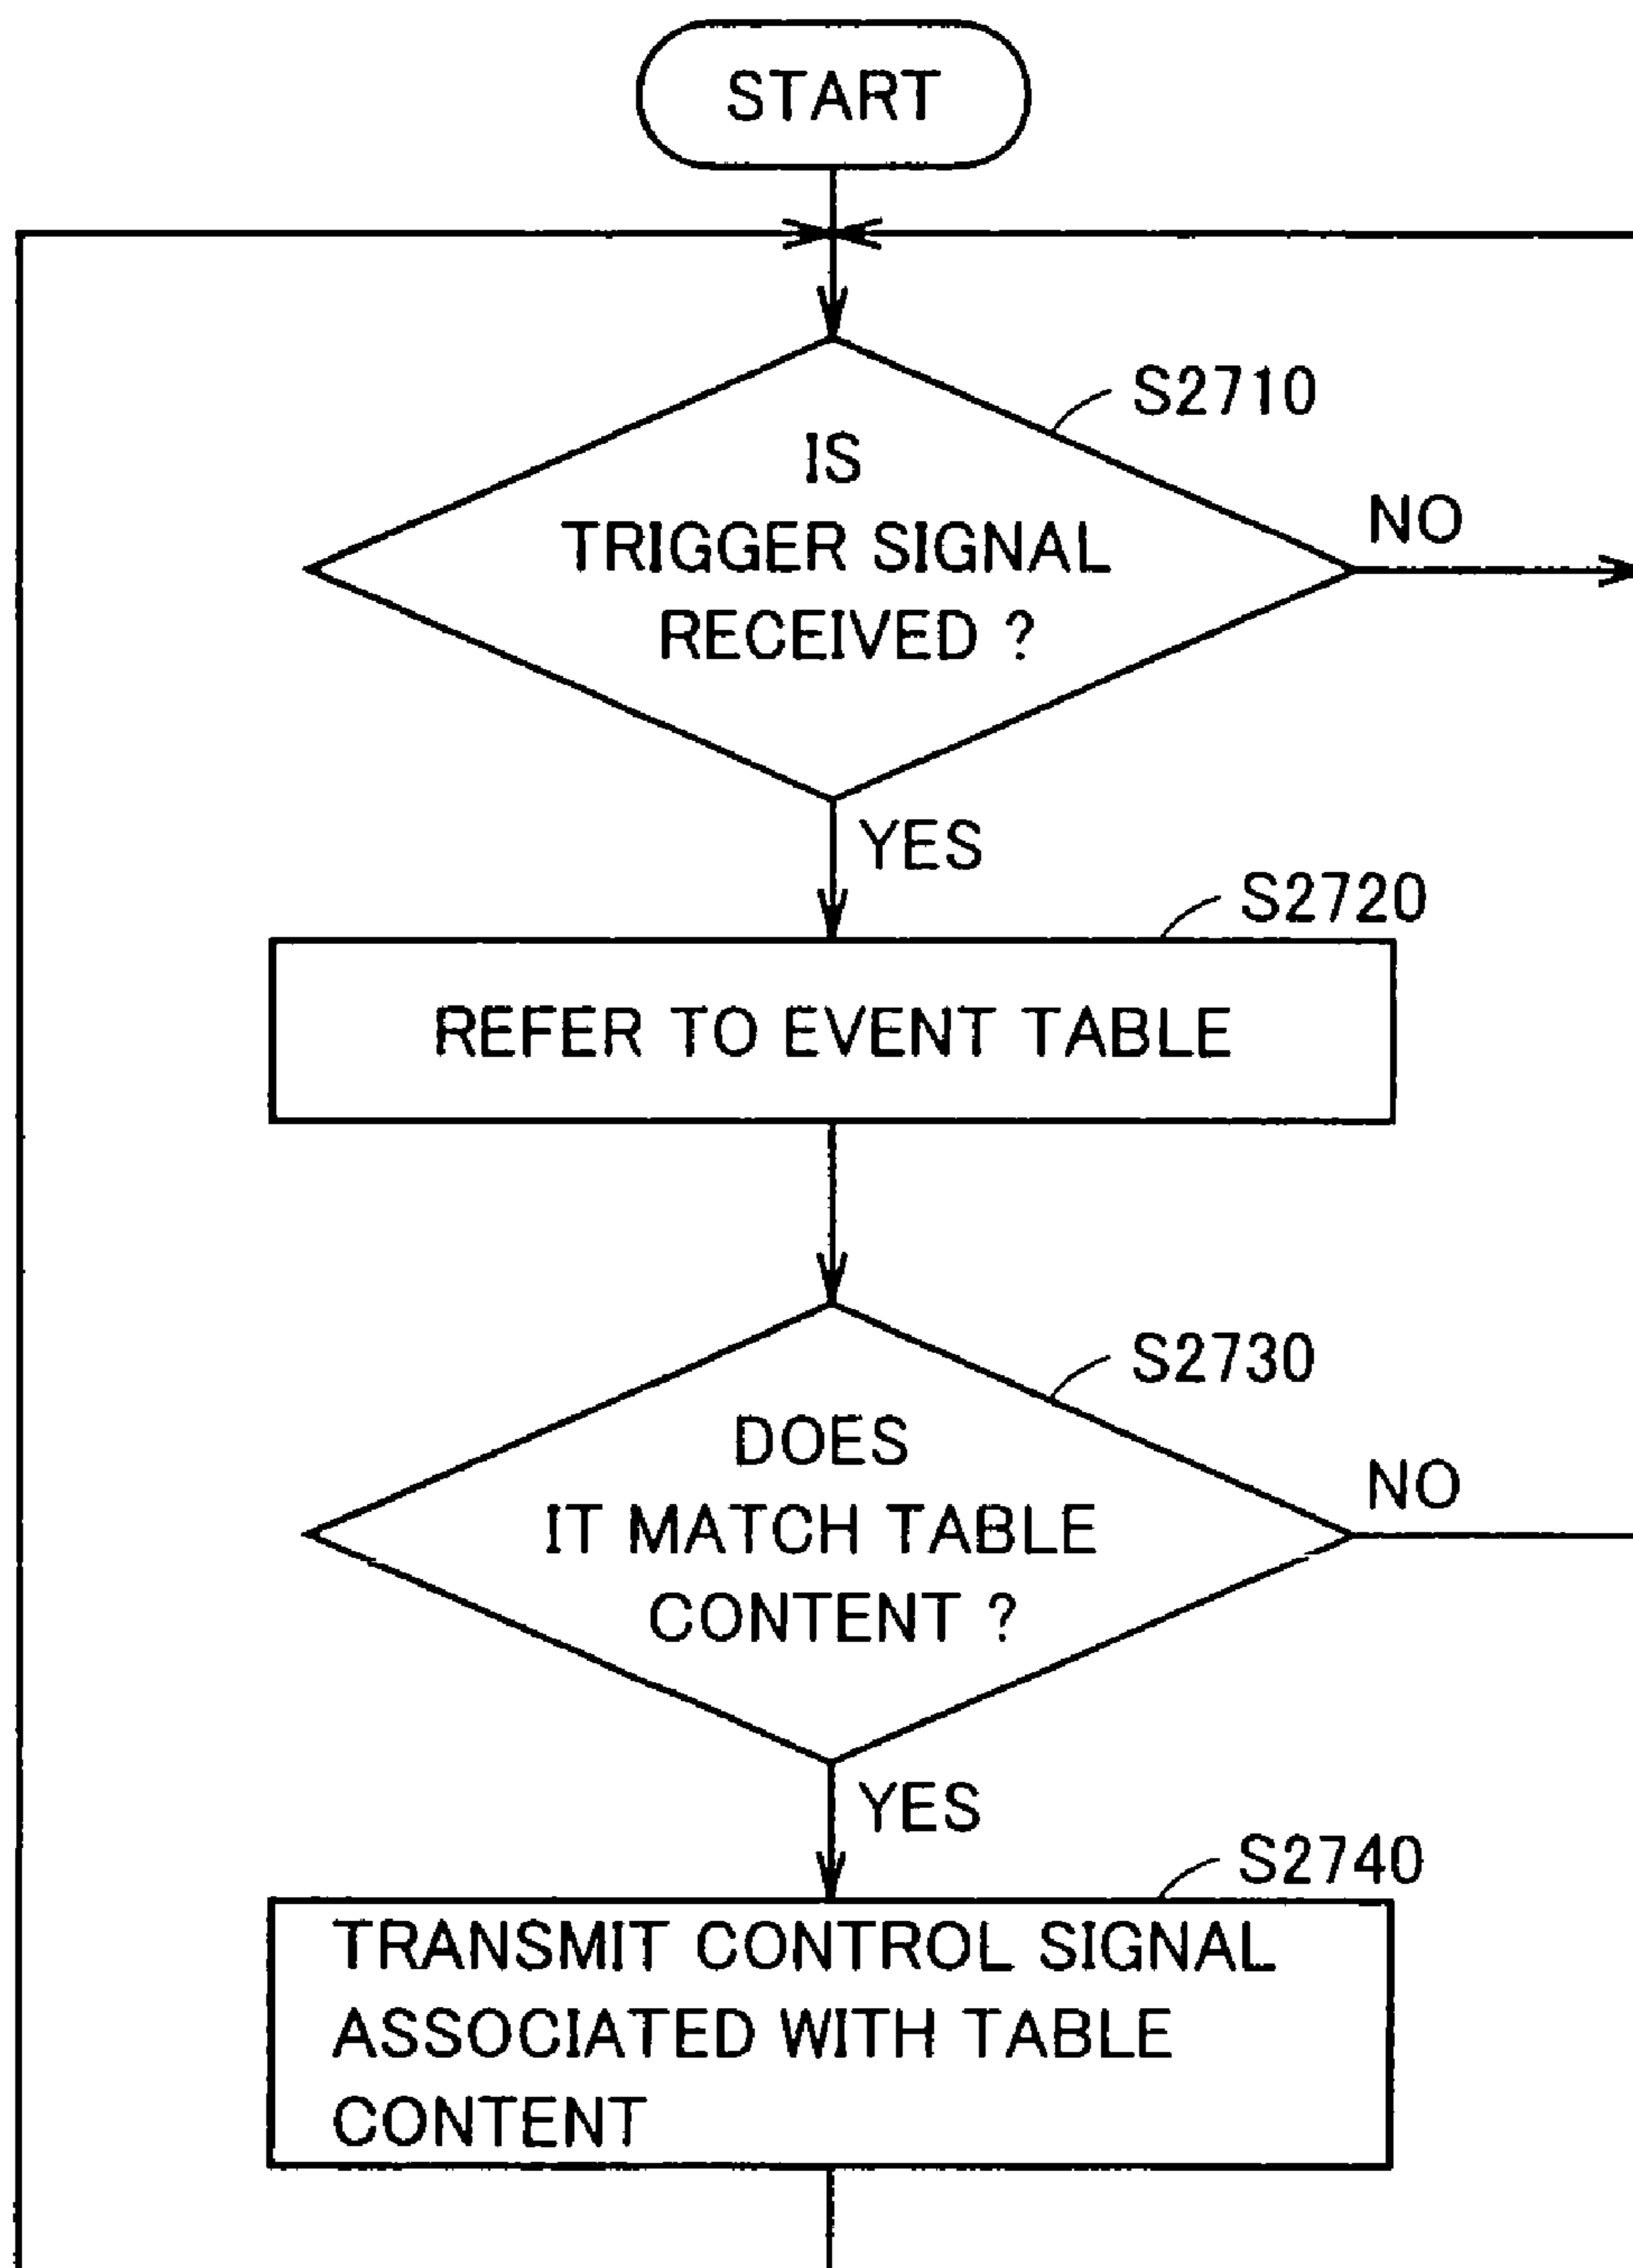 START
S2710
IS
TRIGGER SIGNAL
RECEIVED ?
NO
YES
S2720
REFER TO EVENT TABLE
S2730
DOES
IT MATCH TABLE
CONTENT ?
NO
YES
S2740
TRANSMIT CONTROL SIGNAL
ASSOCIATED WITH TABLE
CONTENT